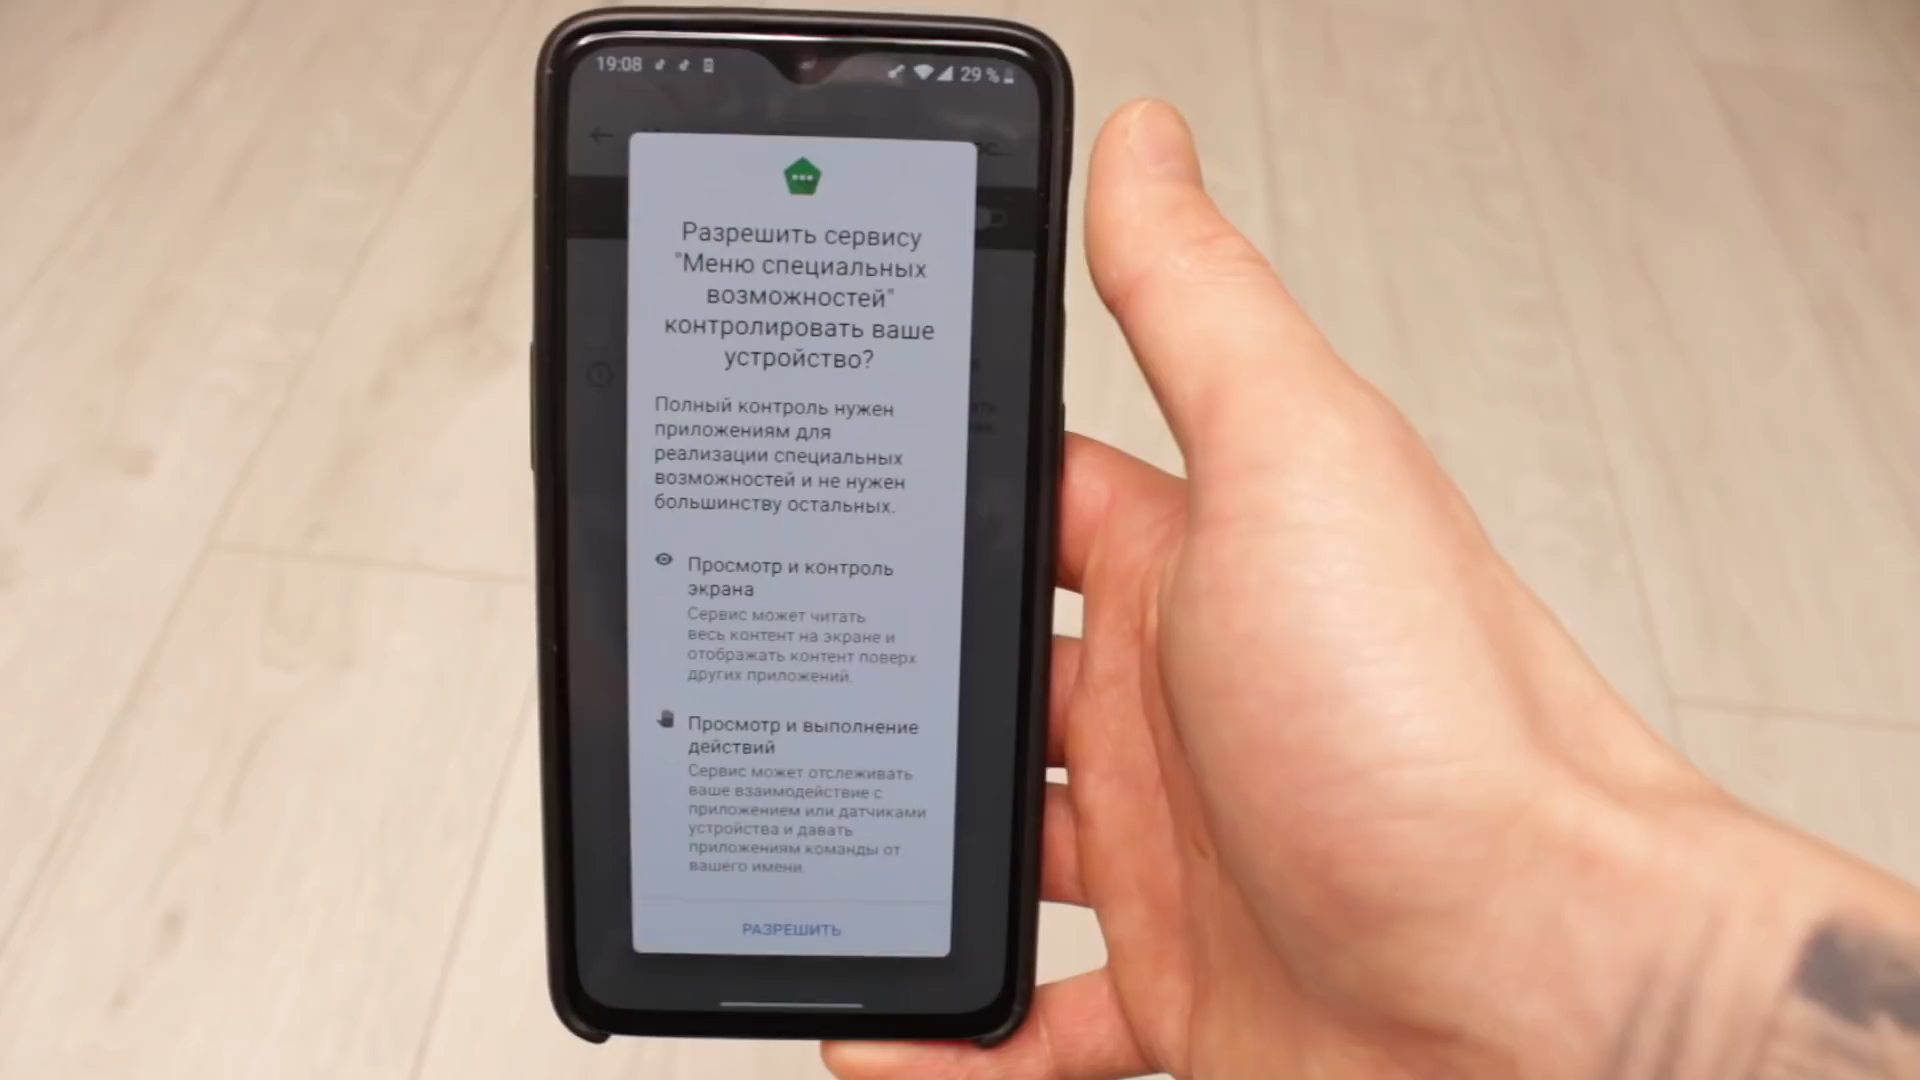 19:08
29 %
Разрешить сервису
"Меню специальных
возможностей"
контролировать ваше
устройство?
Полный контроль нужен
приложениям для
реализации специальных
возможностей и не нужен
большинству остальных.
Просмотр и контроль
экрана
Сервис может читать
весь контент на экране и
отображать контент поверх
других приложений.
Просмотр и выполнение
действий
Сервис может отслеживать
ваше взаимодействие с
приложением или датчиками
устройства и давать
приложениям команды от
вашего имени.
РАЗРЕШИТЬ